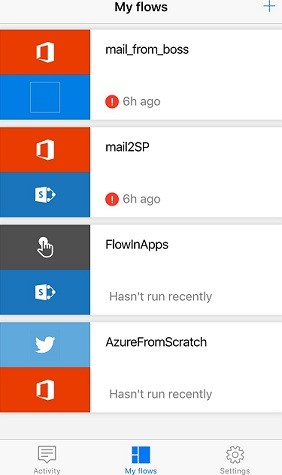 My flows
mail_from_boss
6h ago
mail2SP
6h ago
FlowInApps
Hasn't run recently
AzureFromScratch
Hasn't run recently
Activity
My flows
Settings